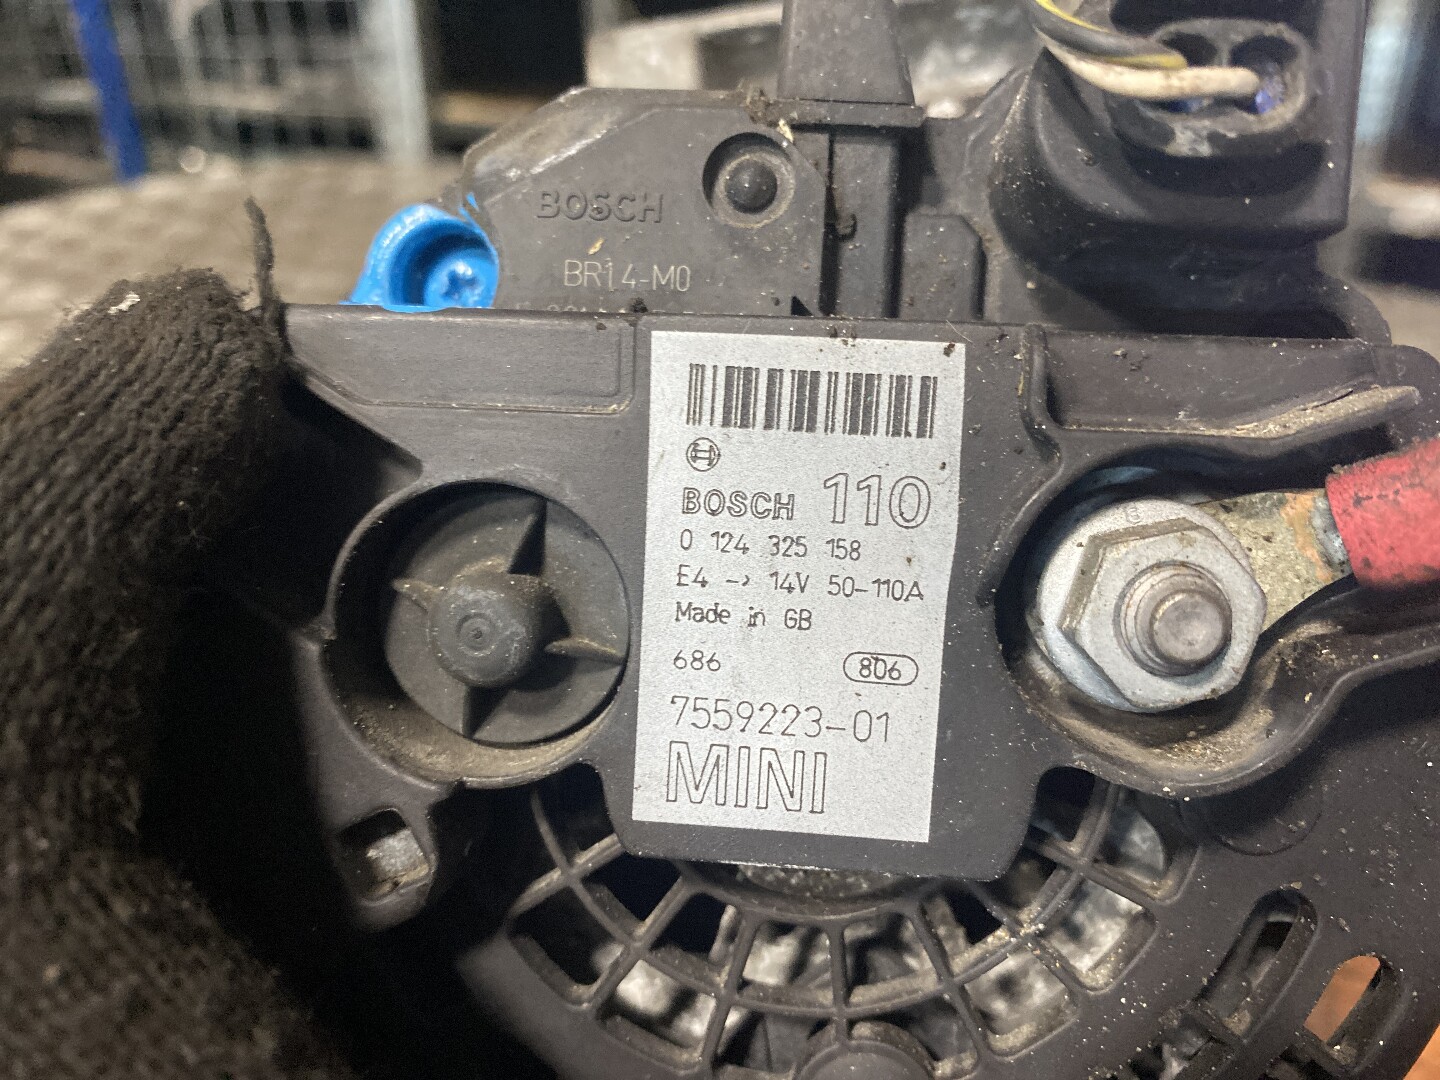 BOSCH
BR14-M0
BOSCH 110
0 124 325 158
E4 -> 14V 50-110A
Made in GB
686 806
7559223-01
MINI
8